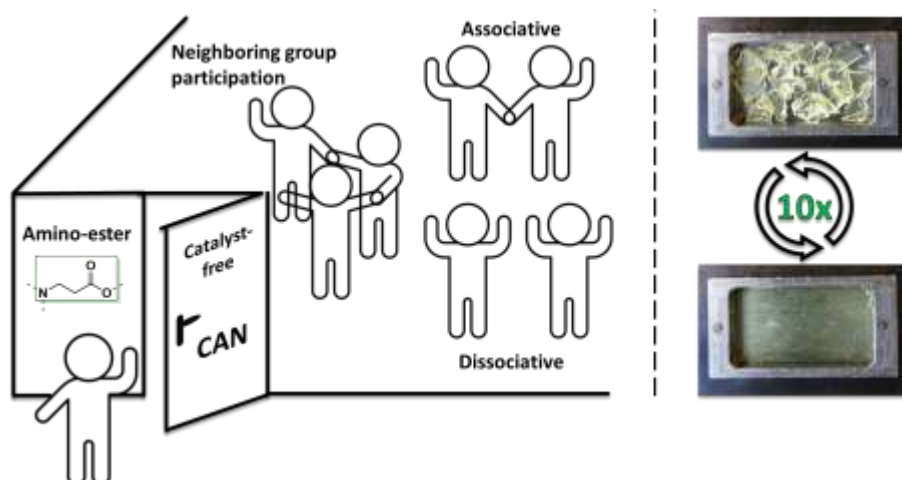 Neighboring group
participation
Associative
Amino-ester
O
N
O
Catalyst-
free
CAN
Dissociative
10x